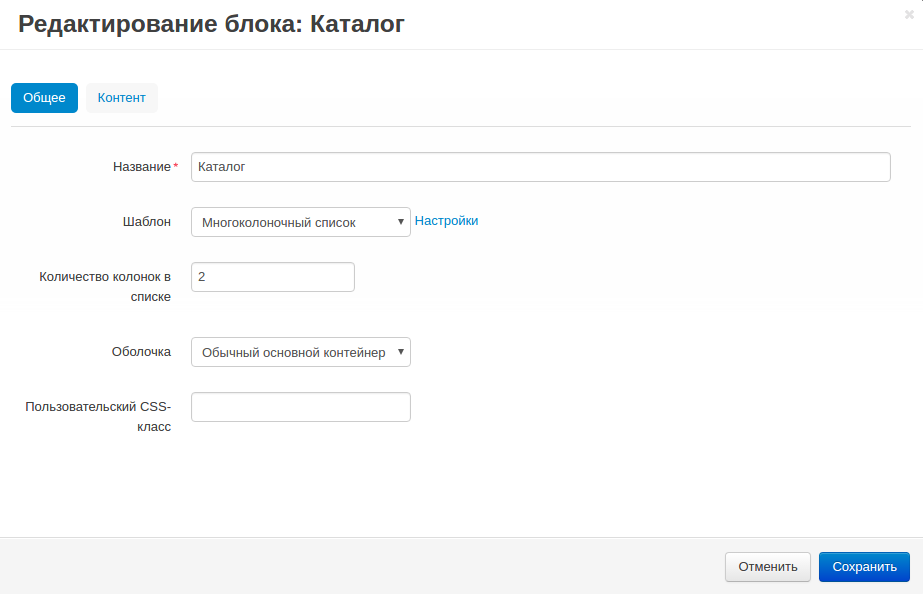 Редактирование блока: Каталог
Общее
Контент
Название*
Каталог
Шаблон
Многоколоночный список
Настройки
Количество колонок в
списке
2
Оболочка
Обычный основной контейнер
Пользовательский CSS-
класс
Отменить
Сохранить